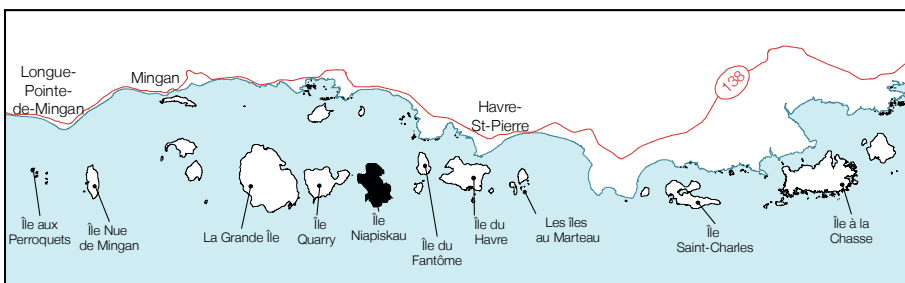 Longue-
Pointe-
de-Mingan
Mingan
138
Havre-
St-Pierre
Île aux
Perroquets
Île Nue
de Mingan
La Grande Île
Île
Quarry
Île
Niapiskau
Île du
Fantôme
Île du
Havre
Les îles
au Marteau
Île
Saint-Charles
Île à la
Chasse